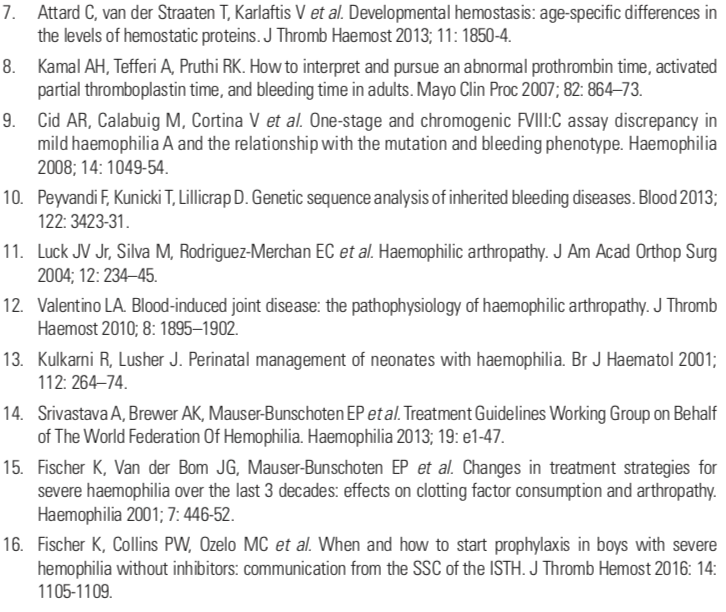 7. Attard C, van der Straaten T, Karlaftis V et al. Developmental hemostasis: age-specific differences in
the levels of hemostatic proteins. J Thromb Haemost 2013; 11: 1850-4.
8. Kamal AH, Tefferi A, Pruthi RK. How to interpret and pursue an abnormal prothrombin time, activated
partial thromboplastin time, and bleeding time in adults. Mayo Clin Proc 2007; 82: 864–73.
9. Cid AR, Calabuig M, Cortina V et al. One-stage and chromogenic FVIII:C assay discrepancy in
mild haemophilia A and the relationship with the mutation and bleeding phenotype. Haemophilia
2008; 14: 1049-54.
10. Peyvandi F, Kunicki T, Lillicrap D. Genetic sequence analysis of inherited bleeding diseases. Blood 2013;
122: 3423-31.
11. Luck JV Jr, Silva M, Rodriguez-Merchan EC et al. Haemophilic arthropathy. J Am Acad Orthop Surg
2004; 12: 234–45.
12. Valentino LA. Blood-induced joint disease: the pathophysiology of haemophilic arthropathy. J Thromb
Haemost 2010; 8: 1895–1902.
13. Kulkarni R, Lusher J. Perinatal management of neonates with haemophilia. Br J Haematol 2001;
112: 264–74.
14. Srivastava A, Brewer AK, Mauser-Bunschoten EP et al. Treatment Guidelines Working Group on Behalf
of The World Federation Of Hemophilia. Haemophilia 2013; 19: e1-47.
15. Fischer K, Van der Bom JG, Mauser-Bunschoten EP et al. Changes in treatment strategies for
severe haemophilia over the last 3 decades: effects on clotting factor consumption and arthropathy.
Haemophilia 2001; 7: 446-52.
16. Fischer K, Collins PW, Ozelo MC et al. When and how to start prophylaxis in boys with severe
hemophilia without inhibitors: communication from the SSC of the ISTH. J Thromb Hemost 2016: 14:
1105-1109.